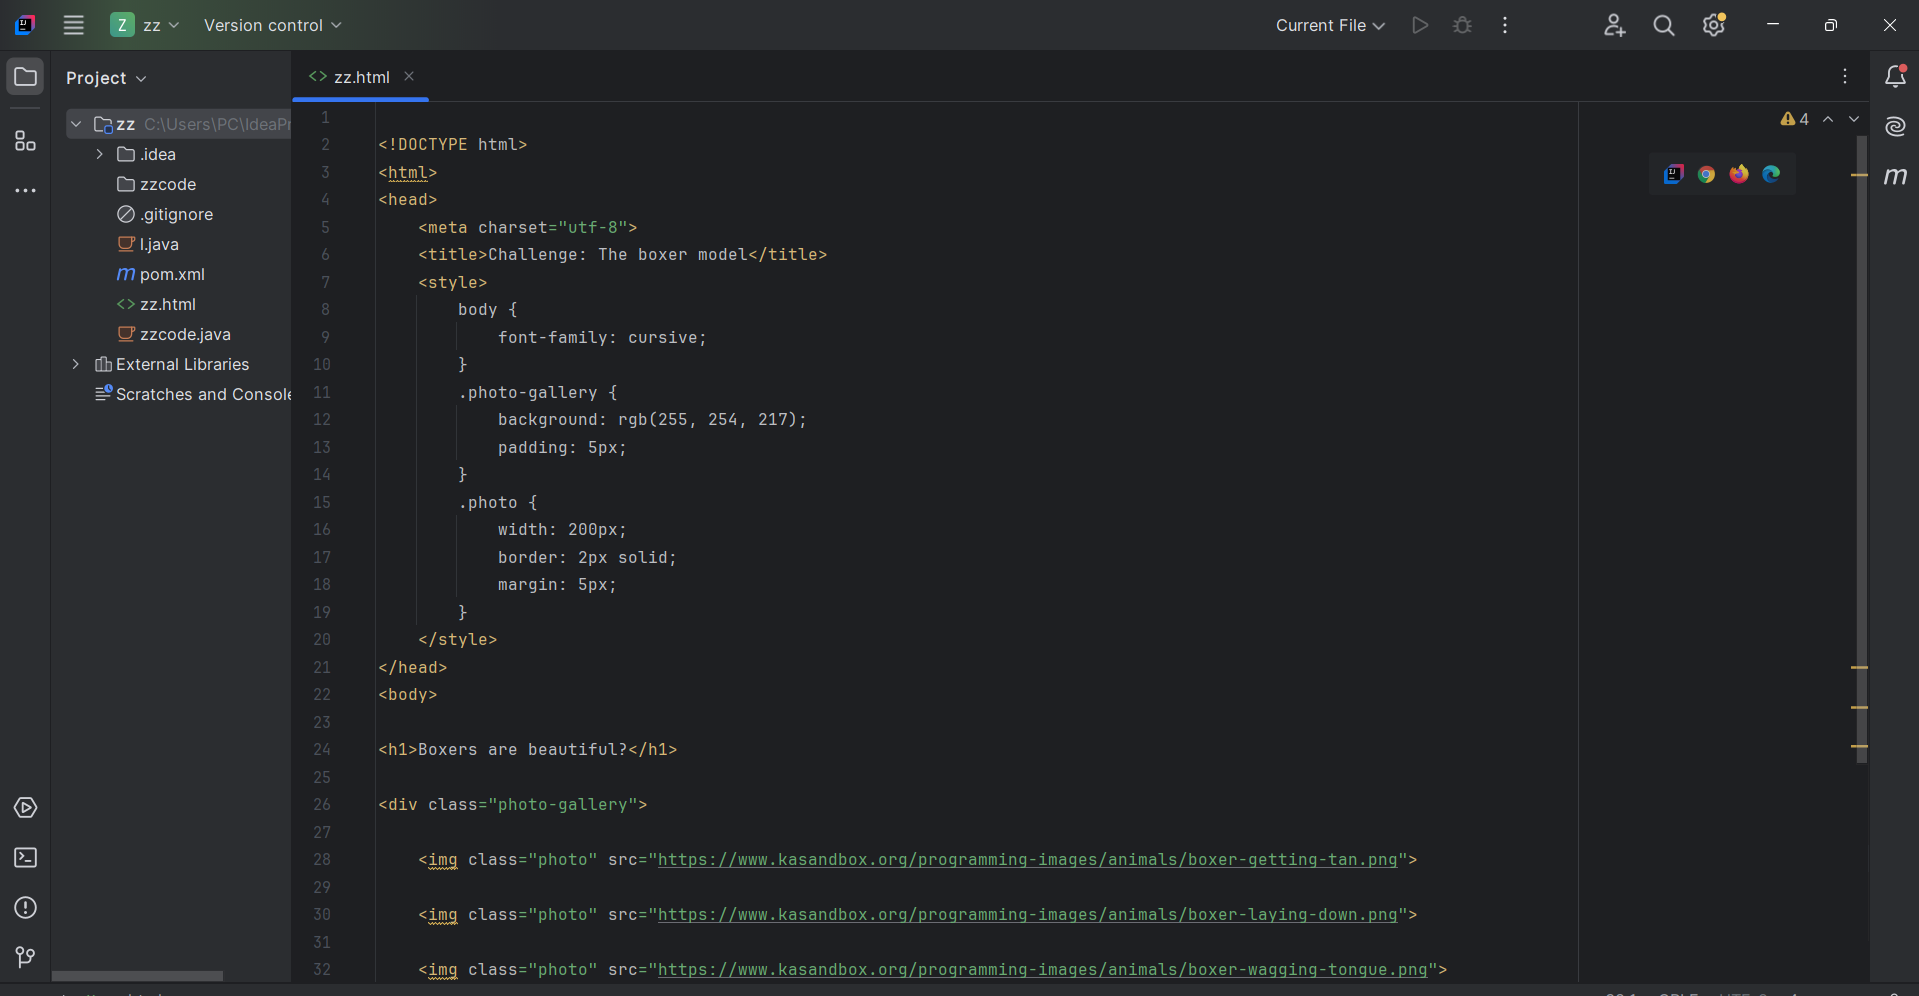 Z zz Version control Current File
Project
zz.html
4
zz C:\Users\PC\IdeaPr
.idea
zzcode
.gitignore
I.java
m pom.xml
<> zz.html
zzcode.java
External Libraries
Scratches and Console
1
2 <!DOCTYPE html>
3 <html>
4 <head>
5 <meta charset="utf-8">
6 <title>Challenge: The boxer model</title>
7 <style>
8 body {
9 font-family: cursive;
10 }
11 .photo-gallery {
12 background: rgb(255, 254, 217);
13 padding: 5px;
14 }
15 .photo {
16 width: 200px;
17 border: 2px solid;
18 margin: 5px;
19 }
20 </style>
21 </head>
22 <body>
23
24 <h1>Boxers are beautiful?</h1>
25
26 <div class="photo-gallery">
27
28 <img class="photo" src="https://www.kasandbox.org/programming-images/animals/boxer-getting-tan.png">
29
30 <img class="photo" src="https://www.kasandbox.org/programming-images/animals/boxer-laying-down.png">
31
32 <img class="photo" src="https://www.kasandbox.org/programming-images/animals/boxer-wagging-tongue.png">